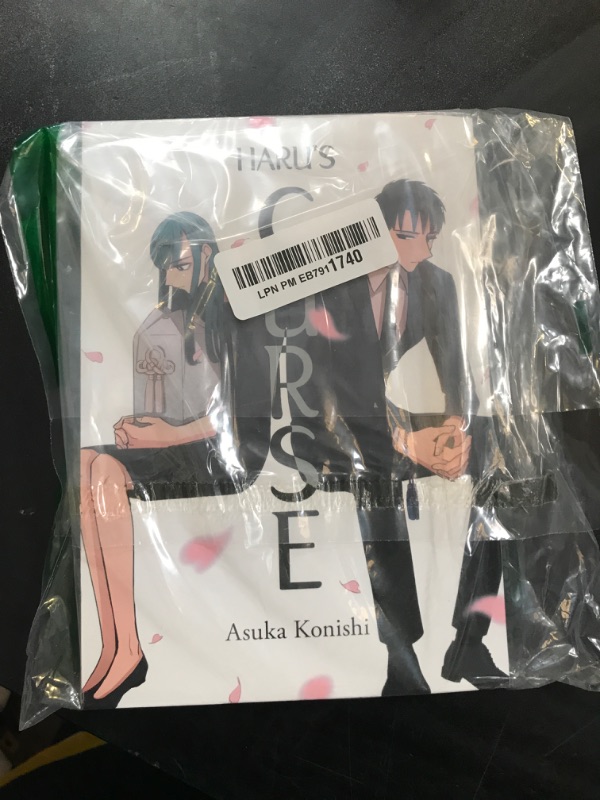 HARU'S
CURSE
LPN PM EB7911740
Asuka Konishi